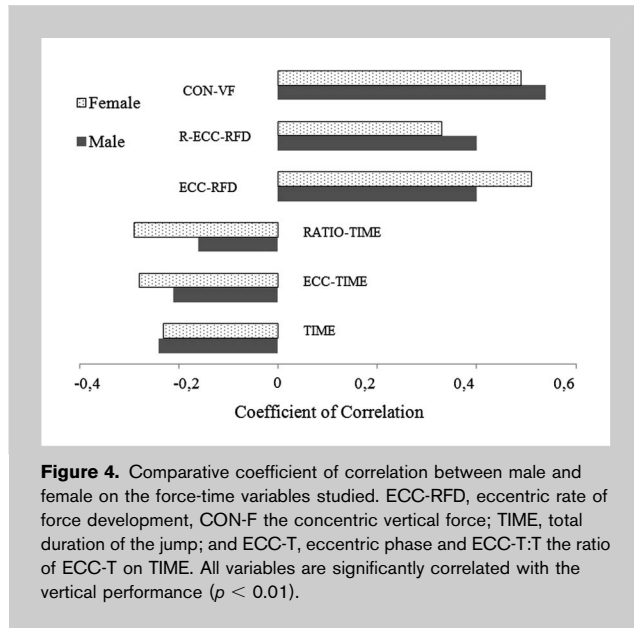 Female
Male
CON-VF
R-ECC-RFD
ECC-RFD
RATIO-TIME
ECC-TIME
TIME
-0,4 -0,2 0 0,2 0,4 0,6
Coefficient of Correlation
Figure 4. Comparative coefficient of correlation between male and
female on the force-time variables studied. ECC-RFD, eccentric rate of
force development, CON-F the concentric vertical force; TIME, total
duration of the jump; and ECC-T, eccentric phase and ECC-T:T the ratio
of ECC-T on TIME. All variables are significantly correlated with the
vertical performance (p < 0.01).